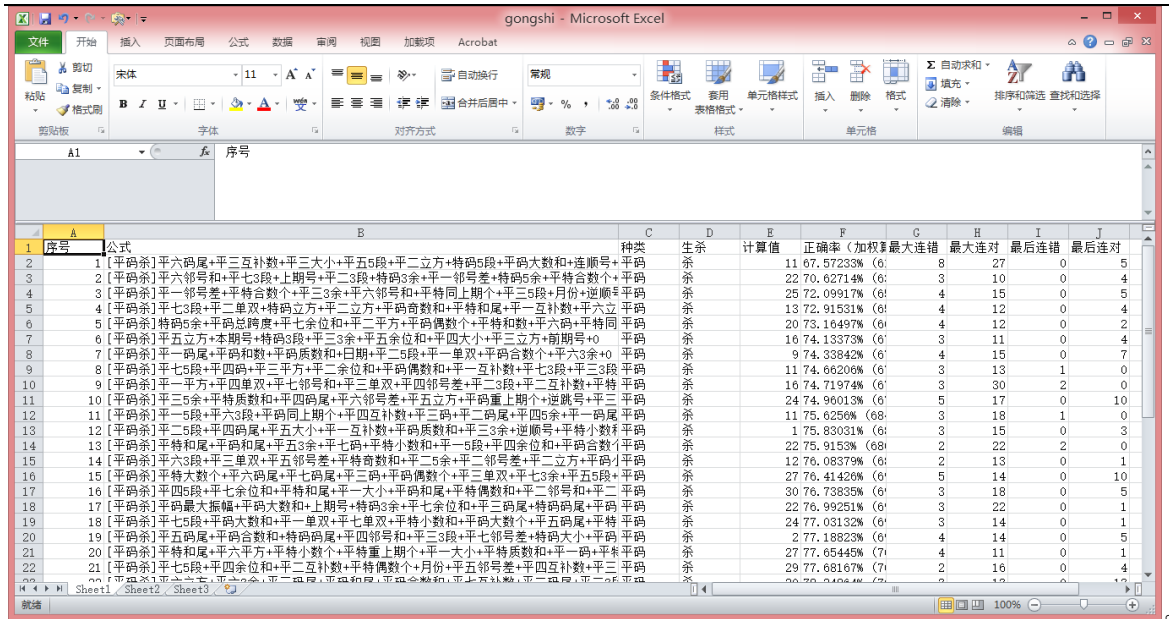 gongshi - Microsoft Excel
文件 开始 插入 页面布局 公式 数据 审阅 视图 加载项 Acrobat
剪切 复制 格式刷 粘贴 剪贴板
宋体 11 B I U A 字体
自动换行 合并后居中 对齐方式
常规 % 数字
条件格式 套用表格格式 单元格样式 样式
插入 删除 格式 单元格
Σ 自动求和 填充 清除 排序和筛选 查找和选择 编辑
A1 fx 序号
A B C D E F G H I J
1 序号 公式 种类 生杀 计算值 正确率（加权 最大连错 最大连对 最后连错 最后连对
2 1 [平码杀]平六码尾+平三互补数+平三大小+平五5段+平二立方+特码5段+平码大数和+连顺号+ 平码 杀 11 67.57233% (6 8 27 0 5
3 2 [平码杀]平六邻号和+平七3段+上期号+平二3段+特码3余+平一邻号差+特码5余+平特合数个+ 平码 杀 22 70.62714% (6 3 10 0 4
4 3 [平码杀]平一邻号差+平特合数个+平三3余+平六邻号和+平特同上期个+平三5段+月份+逆顺号 平码 杀 25 72.09917% (6 4 15 0 5
5 4 [平码杀]平七3段+平二单双+特码立方+平二立方+平码奇数和+平特和尾+平一互补数+平六立 平码 杀 13 72.91531% (6 4 12 0 4
6 5 [平码杀]特码5余+平码总跨度+平七余位和+平二平方+平码偶数个+平特和数+平六码+平特同 平码 杀 20 73.16497% (6 4 12 0 2
7 6 [平码杀]平五立方+本期号+特码3段+平三3余+平五余位和+平四大小+平三立方+前期号+0 平码 杀 16 74.13373% (6 3 11 0 4
8 7 [平码杀]平一码尾+平码和数+平码质数和+日期+平二5段+平一单双+平码合数个+平六3余+0 平码 杀 9 74.33842% (6 4 15 0 7
9 8 [平码杀]平七5段+平四码+平三平方+平二余位和+平码偶数和+平一互补数+平七3段+平三3段 平码 杀 11 74.66206% (6 3 13 1 0
10 9 [平码杀]平一平方+平四单双+平七邻号和+平三单双+平四邻号差+平二3段+平二互补数+平特 平码 杀 16 74.71974% (6 3 30 2 0
11 10 [平码杀]平三5余+平特质数和+平四码尾+平六邻号差+平五立方+平码重上期个+逆跳号+平三 平码 杀 24 74.96013% (6 5 17 0 10
12 11 [平码杀]平一5段+平六3段+平码同上期个+平四互补数+平三码+平二码尾+平四5余+平一码尾 平码 杀 11 75.6256% (68 3 18 1 0
13 12 [平码杀]平二5段+平四码尾+平五大小+平一互补数+平码质数和+平三3余+逆顺号+平特小数和 平码 杀 1 75.83031% (6 3 15 0 3
14 13 [平码杀]平特和尾+平码和尾+平五3余+平七码+平特小数和+平一5段+平四余位和+平码合数 平码 杀 22 75.9153% (68 2 22 2 0
15 14 [平码杀]平六3段+平三单双+平五邻号差+平特奇数和+平二5余+平二邻号差+平二立方+平码 平码 杀 12 76.08379% (6 2 13 0 1
16 15 [平码杀]平特大数个+平六码尾+平七码尾+平三码+平码偶数个+平三单双+平七3余+平五5段+ 平码 杀 27 76.41426% (6 5 14 0 10
17 16 [平码杀]平四5段+平七余位和+平特和尾+平一大小+平码和尾+平特偶数和+平二邻号和+平二 平码 杀 30 76.73835% (6 3 18 0 5
18 17 [平码杀]平码最大振幅+平码大数和+上期号+特码3余+平七余位和+平三码尾+特码码尾+平码 平码 杀 22 76.99251% (6 3 22 0 1
19 18 [平码杀]平七5段+平码大数和+平一单双+平七单双+平特小数和+平码大数个+平五码尾+平特 平码 杀 24 77.03132% (6 3 14 0 1
20 19 [平码杀]平五码尾+平码合数和+特码码尾+平四邻号和+平三3段+平七邻号差+特码大小+平码 平码 杀 2 77.18823% (6 4 14 0 5
21 20 [平码杀]平特和尾+平六平方+平特小数个+平特重上期个+平一大小+平特质数和+平一码+平特 平码 杀 27 77.65445% (7 4 11 0 1
22 21 [平码杀]平七5段+平四余位和+平二互补数+平特偶数个+月份+平五邻号差+平四互补数+平三 平码 杀 29 77.68167% (7 2 16 0 4
Sheet1 Sheet2 Sheet3
就绪 100%